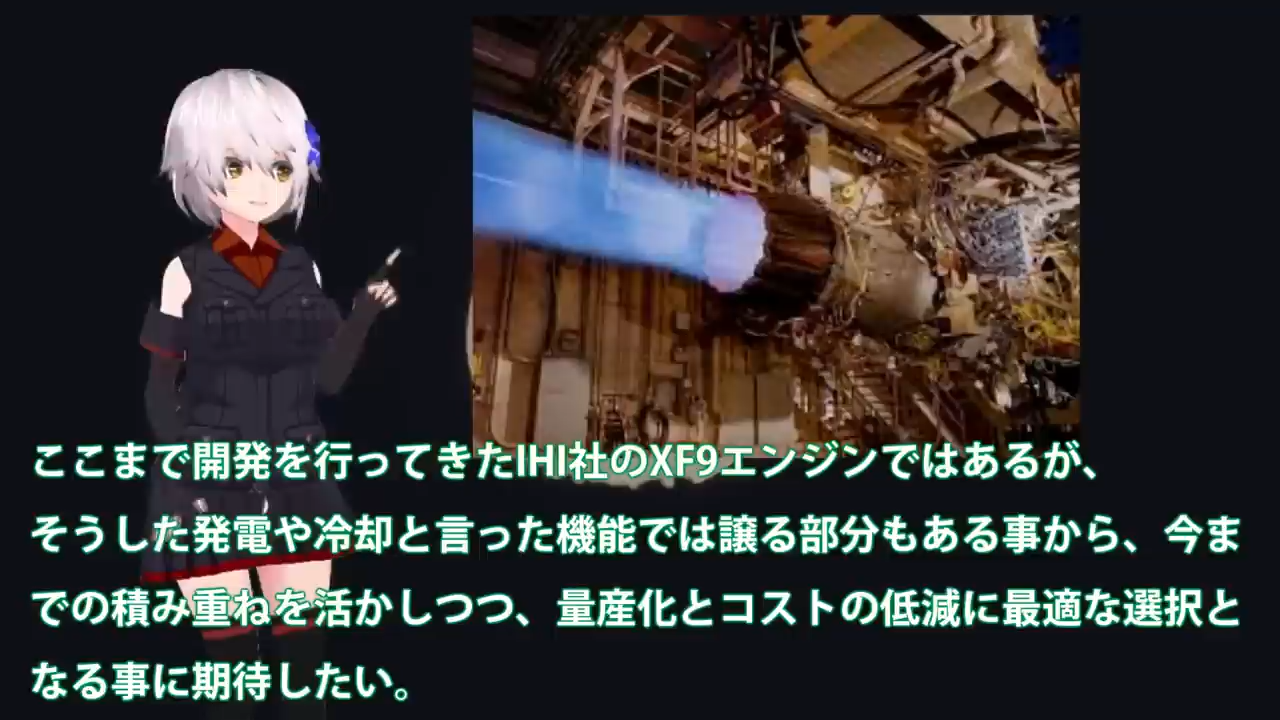 ここまで開発を行ってきたIHI社のXF9エンジンではあるが、
そうした発電や冷却と言った機能では譲る部分もある事から、今ま
での積み重ねを活かしつつ、量産化とコストの低減に最適な選択と
なる事に期待したい。